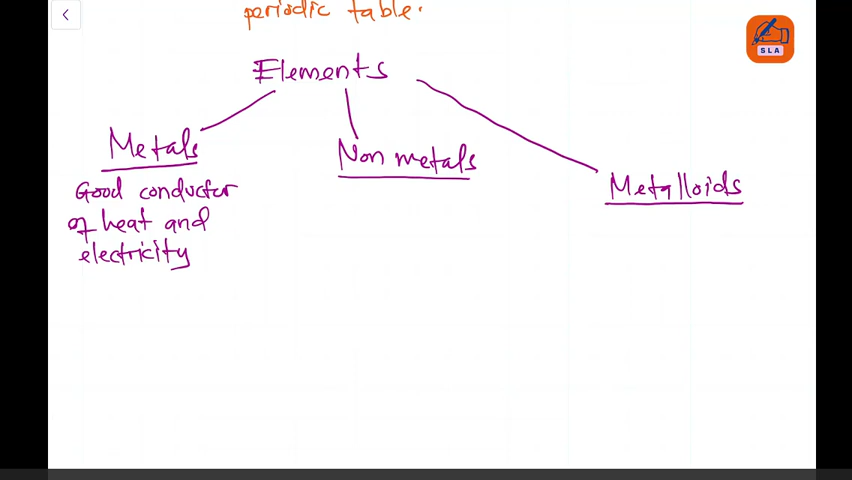 periodic table.
SLA
Elements
Metals
Non metals
Metalloids
Good conductor
of heat and
electricity